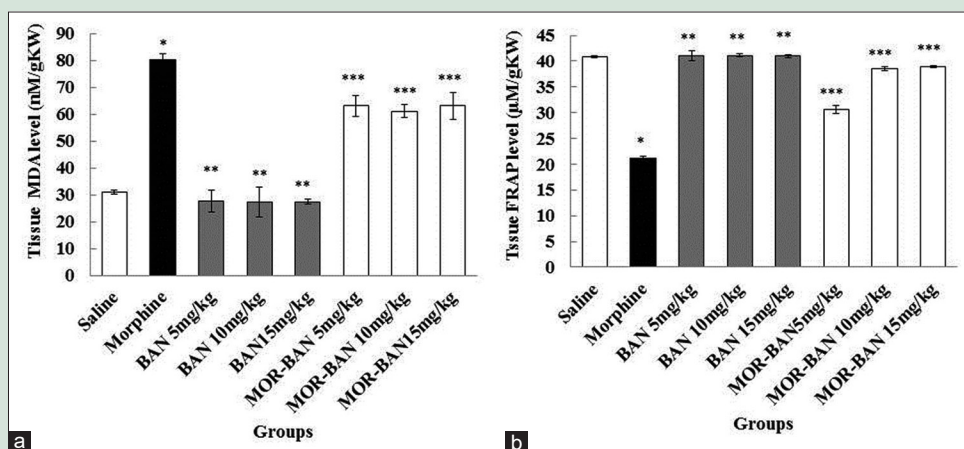 Tissue MDA level (nM/gKW)
90
80
70
60
50
40
30
20
10
0
*
**
**
**
***
***
***
Saline
Morphine
BAN 5mg/kg
BAN 10mg/kg
BAN15mg/kg
MOR-BAN 5mg/kg
MOR-BAN 10mg/kg
MOR-BAN15mg/kg
Groups
a
Tssue FRAP level (µM/gKW)
45
40
35
30
25
20
15
10
5
0
*
**
**
**
***
***
***
Saline
Morphine
BAN 5mg/kg
BAN 10mg/kg
BAN 15mg/kg
MOR-BAN5mg/kg
MOR-BAN 10mg/kg
MOR-BAN 15mg/kg
Groups
b